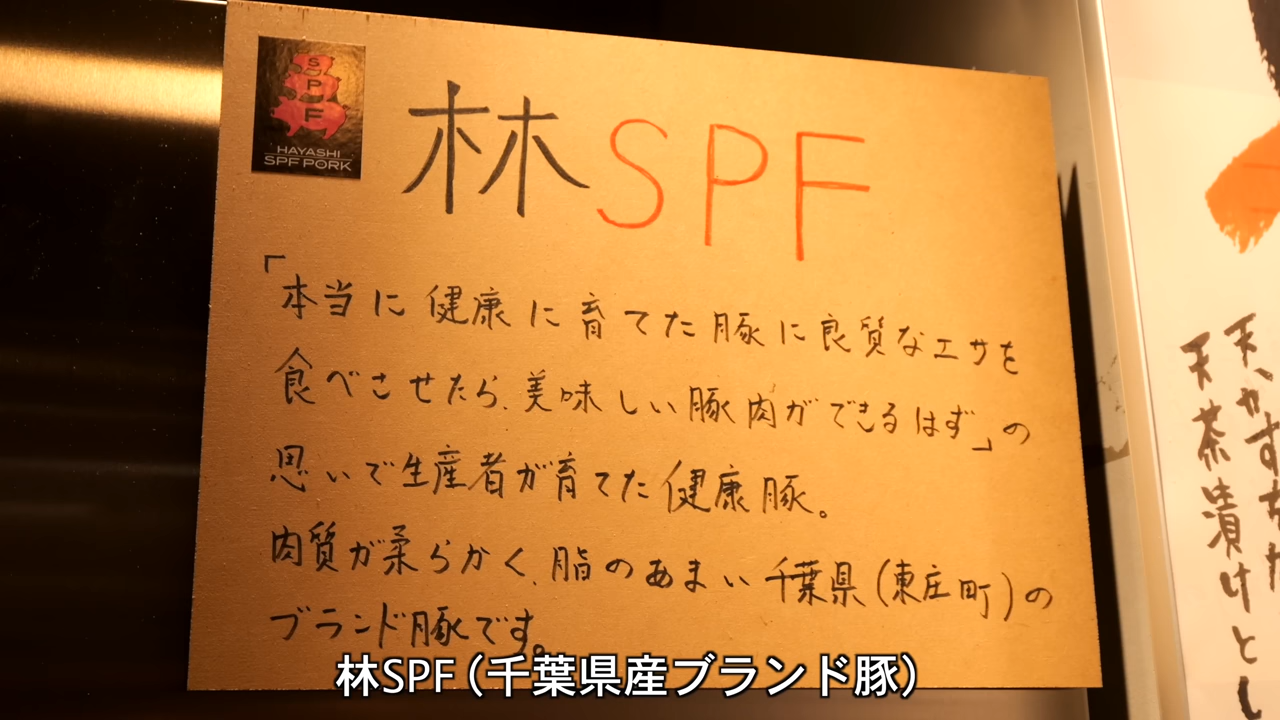 S
P
F
HAYASHI
SPF PORK
林SPF
「本当に健康に育てた豚に良質なエサを
食べさせたら、美味しい豚肉ができるはず」の
思いで生産者が育てた健康豚。
肉質が柔らかく、脂のあまい千葉県(東庄町)の
ブランド豚です。
天茶漬けとし
林SPF(千葉県産ブランド豚)